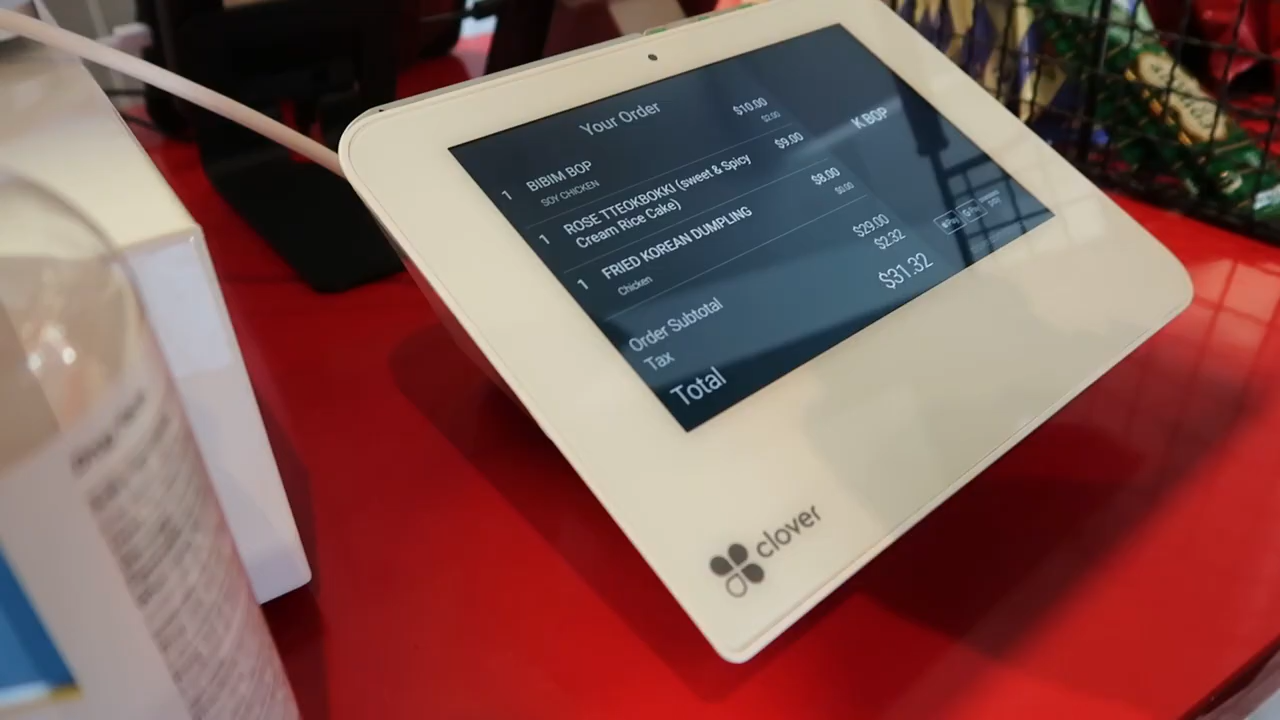 Your Order
1 BIBIM BOP $10.00
SOY CHICKEN $2.00
1 ROSE TTEOKBOKKI (sweet & Spicy $9.00
Cream Rice Cake)
1 FRIED KOREAN DUMPLING $8.00
Chicken $0.00
Order Subtotal $29.00
Tax $2.32
Total $31.32
K BOP
clover